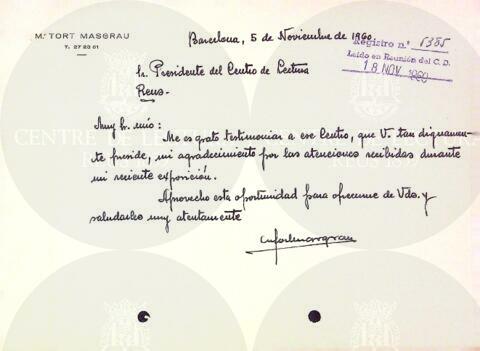 Mª TORT MASGRAU
T. 27 23 01
Barcelona, 5 de Noviembre de 1960.
Registro n.º 5385
Leído en Reunión del C. D.
18 NOV. 1960
Sr. Presidente del Centro de Lectura
Reus.-
Muy Sr. mío:
Me es grato testimoniar a ese Centro, que V. tan dignamen-
te preside, mi agradecimiento por las atenciones recibidas durante
mi reciente exposición.
Aprovecho esta oportunidad para ofrecerme de Vds. y
saludarles muy atentamente
CENTRE DE LECTURA